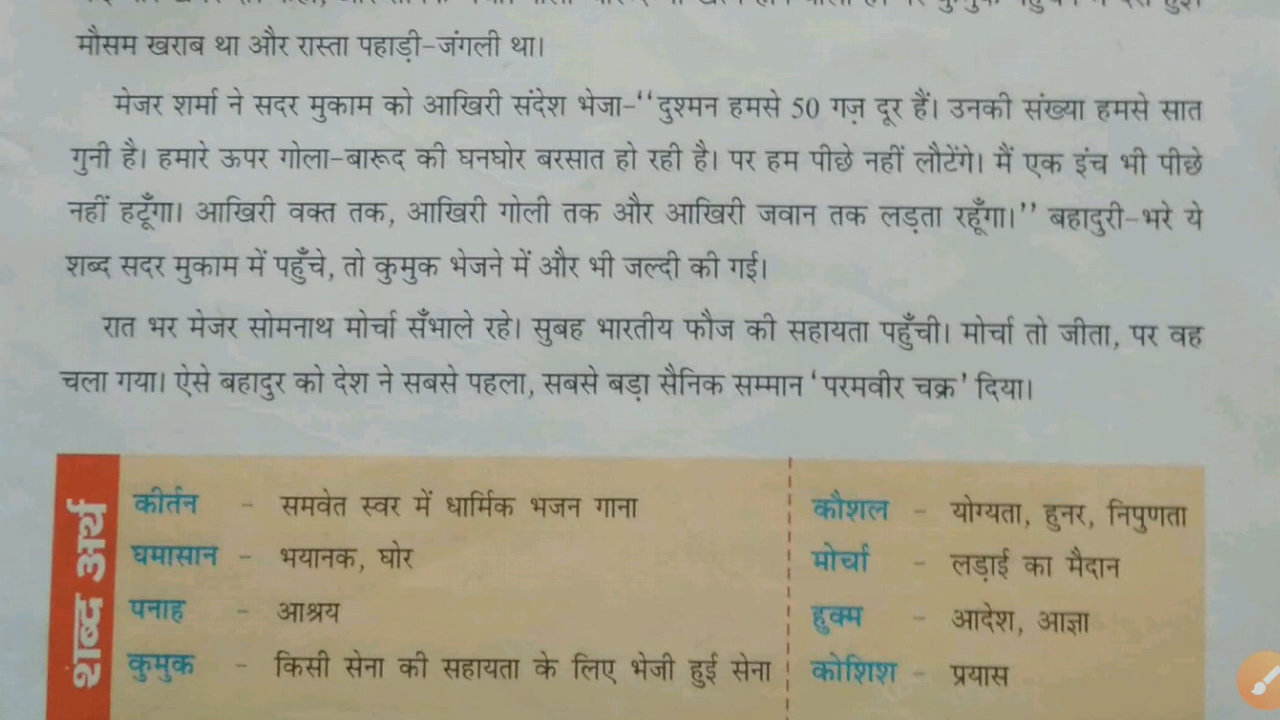 मौसम खराब था और रास्ता पहाड़ी-जंगली था।
मेजर शर्मा ने सदर मुकाम को आखिरी संदेश भेजा-“दुश्मन हमसे 50 गज़ दूर हैं। उनकी संख्या हमसे सात
गुनी है। हमारे ऊपर गोला-बारूद की घनघोर बरसात हो रही है। पर हम पीछे नहीं लौटेंगे। मैं एक इंच भी पीछे
नहीं हटूँगा। आखिरी वक्त तक, आखिरी गोली तक और आखिरी जवान तक लड़ता रहूँगा।” बहादुरी-भरे ये
शब्द सदर मुकाम में पहुँचे, तो कुमुक भेजने में और भी जल्दी की गई।
रात भर मेजर सोमनाथ मोर्चा सँभाले रहे। सुबह भारतीय फौज की सहायता पहुँची। मोर्चा तो जीता, पर वह
चला गया। ऐसे बहादुर को देश ने सबसे पहला, सबसे बड़ा सैनिक सम्मान ‘परमवीर चक्र’ दिया।
शब्द अर्थ
कीर्तन - समवेत स्वर में धार्मिक भजन गाना
घमासान - भयानक, घोर
पनाह - आश्रय
कुमुक - किसी सेना की सहायता के लिए भेजी हुई सेना
कौशल - योग्यता, हुनर, निपुणता
मोर्चा - लड़ाई का मैदान
हुक्म - आदेश, आज्ञा
कोशिश - प्रयास